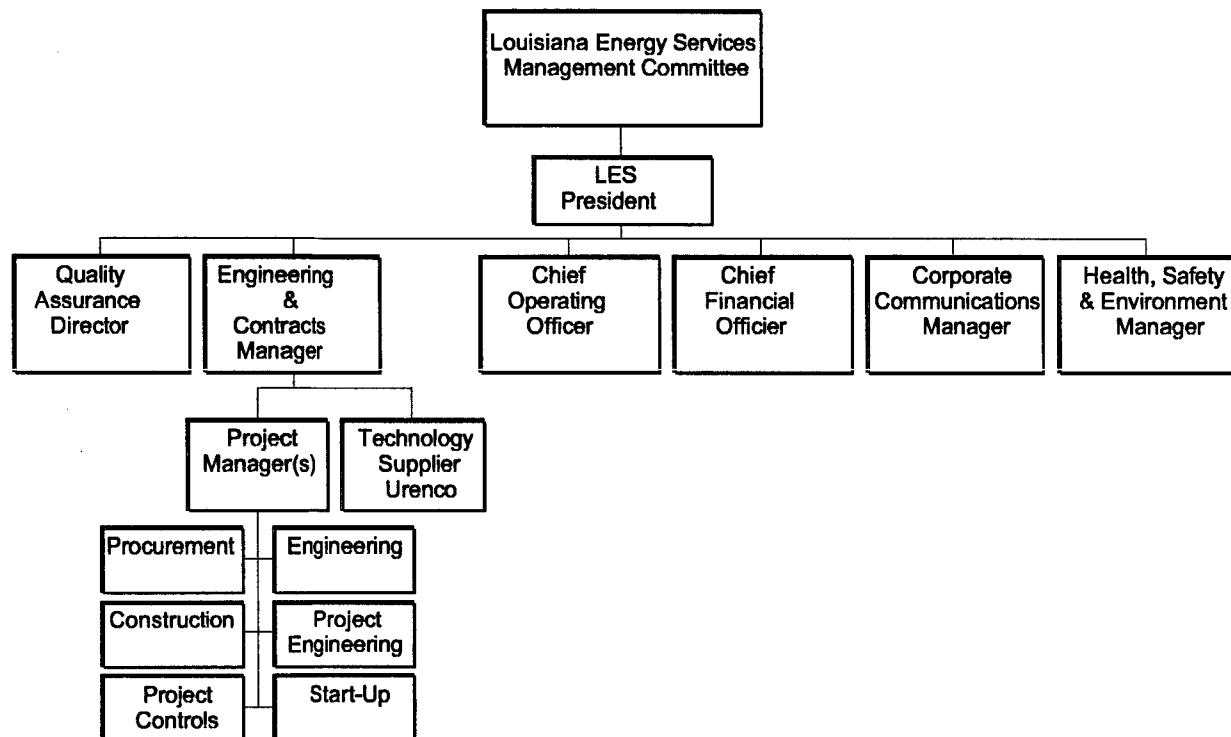 Louisiana Energy Services
Management Committee
LES
President
Quality
Assurance
Director
Engineering
&
Contracts
Manager
Chief
Operating
Officer
Chief
Financial
Officier
Corporate
Communications
Manager
Health, Safety
& Environment
Manager
Project
Manager(s)
Technology
Supplier
Urenco
Procurement
Engineering
Construction
Project
Engineering
Project
Controls
Start-Up